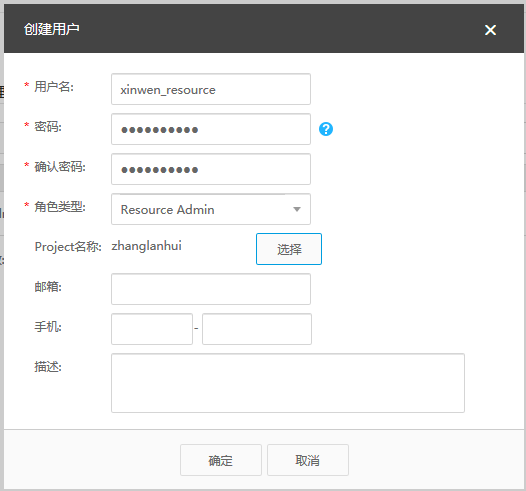 创建用户
* 用户名: xinwen_resource
* 密码: ●●●●●●●●●● ?
* 确认密码: ●●●●●●●●●●
* 角色类型: Resource Admin
Project名称: zhanglanhui 选择
邮箱:
手机: -
描述:
确定 取消